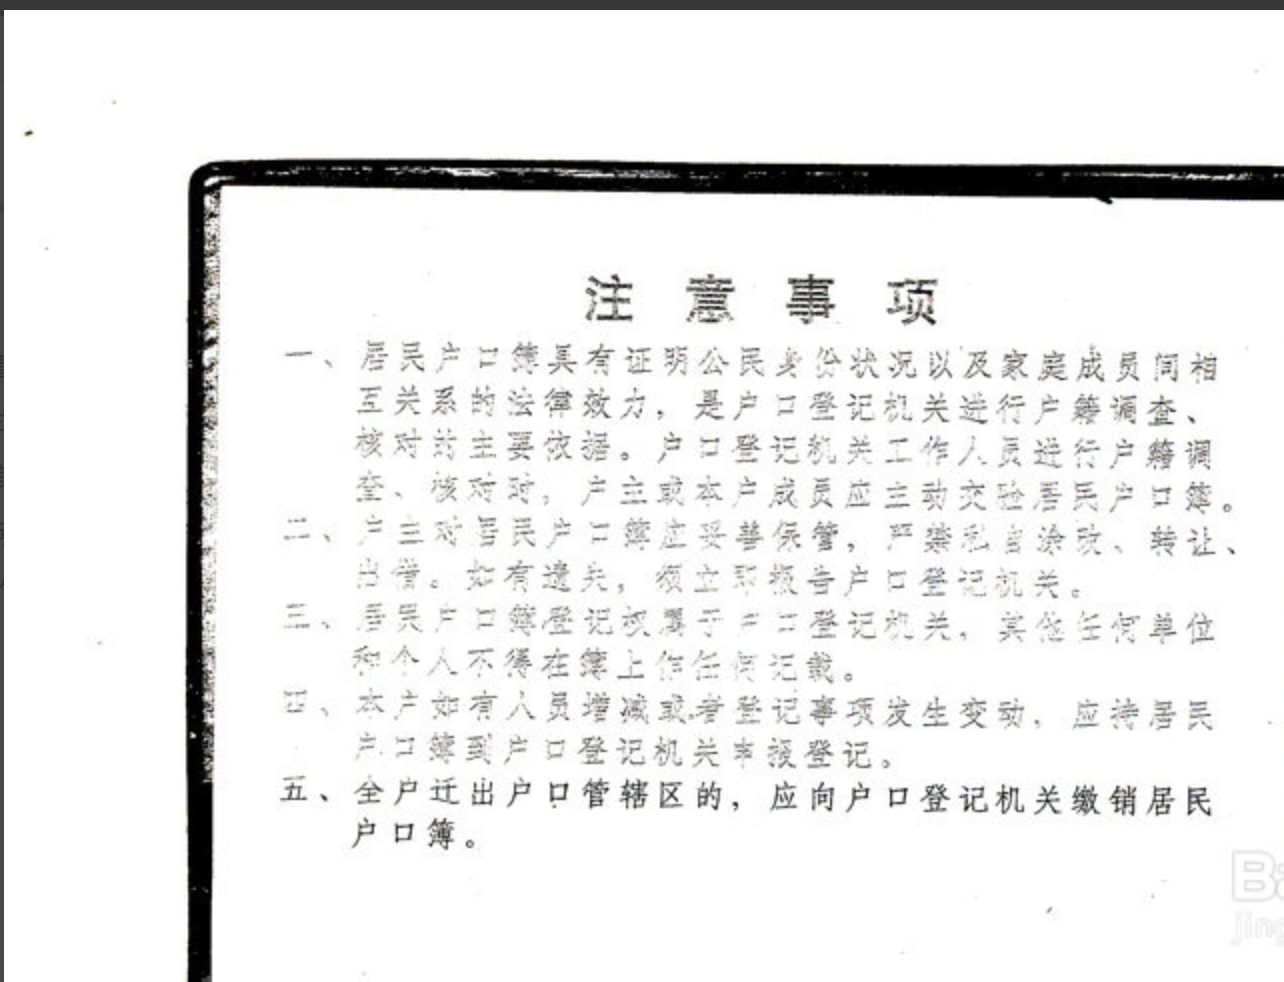 注意事项
一、居民户口簿具有证明公民身份状况以及家庭成员间相
互关系的法律效力，是户口登记机关进行户籍调查、
核对的主要依据。户口登记机关工作人员进行户籍调
查、核对时，户主或本户成员应主动交验居民户口簿。
二、户主对居民户口簿应妥善保管，严禁私自涂改、转让、
出借。如有遗失，须立即报告户口登记机关。
三、居民户口簿登记权属于户口登记机关，其他任何单位
和个人不得在簿上作任何记载。
四、本户如有人员增减或者登记事项发生变动，应持居民
户口簿到户口登记机关申报登记。
五、全户迁出户口管辖区的，应向户口登记机关缴销居民
户口簿。